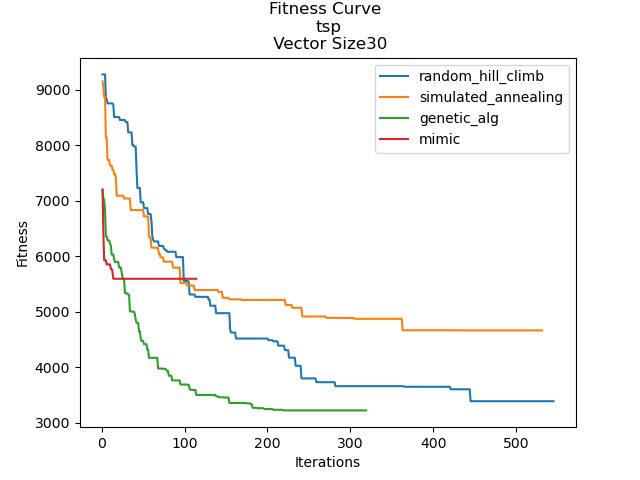 Fitness Curve
tsp
Vector Size30
random_hill_climb
simulated_annealing
genetic_alg
mimic
Fitness
9000
8000
7000
6000
5000
4000
3000
0 100 200 300 400 500
Iterations